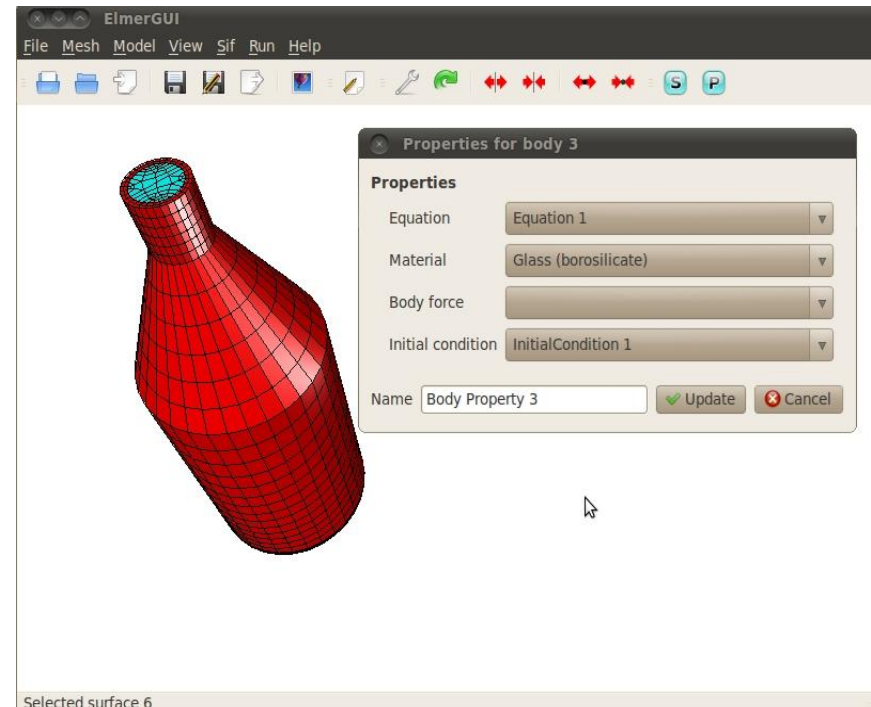 ElmerGUI
File Mesh Model View Sif Run Help
S P
Properties for body 3
Properties
Equation Equation 1
Material Glass (borosilicate)
Body force
Initial condition InitialCondition 1
Name Body Property 3 Update Cancel
Selected surface 6